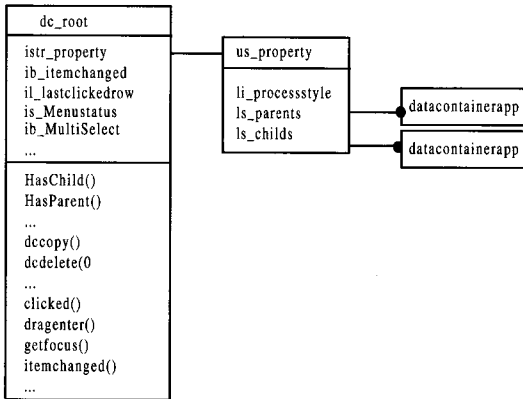 dc_root
istr_property
ib_itemchanged
il_lastclickedrow
is_Menustatus
ib_MultiSelect
...
HasChild()
HasParent()
...
dccopy()
dcdelete(0
...
clicked()
dragenter()
getfocus()
itemchanged()
...
us_property
li_processstyle
ls_parents
ls_childs
datacontainerapp
datacontainerapp